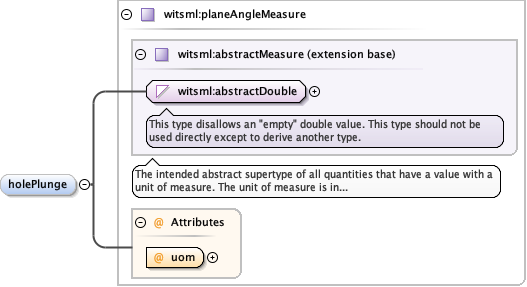 witsml:planeAngleMeasure
witsml:abstractMeasure (extension base)
witsml:abstractDouble
This type disallows an "empty" double value. This type should not be
used directly except to derive another type.
The intended abstract supertype of all quantities that have a value with a
unit of measure. The unit of measure is in...
holePlunge
@ Attributes
@ uom